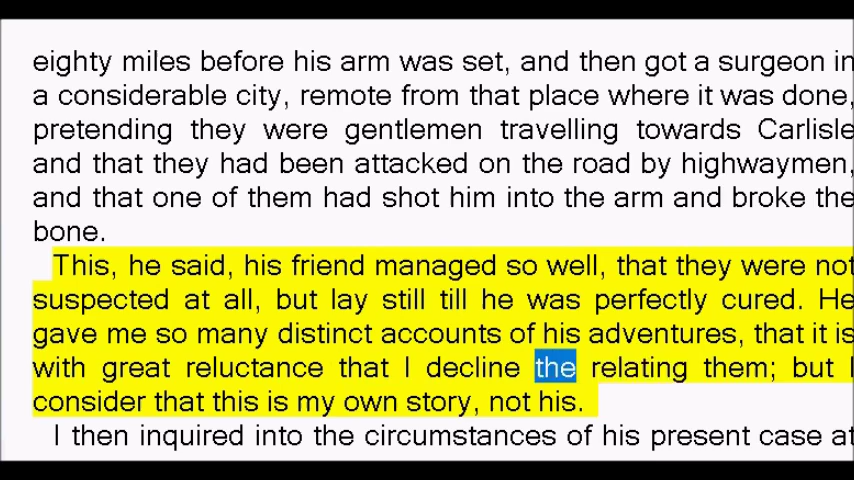 eighty miles before his arm was set, and then got a surgeon in
a considerable city, remote from that place where it was done,
pretending they were gentlemen travelling towards Carlisle
and that they had been attacked on the road by highwaymen,
and that one of them had shot him into the arm and broke the
bone.
This, he said, his friend managed so well, that they were not
suspected at all, but lay still till he was perfectly cured. He
gave me so many distinct accounts of his adventures, that it is
with great reluctance that I decline the relating them; but I
consider that this is my own story, not his.
I then inquired into the circumstances of his present case at